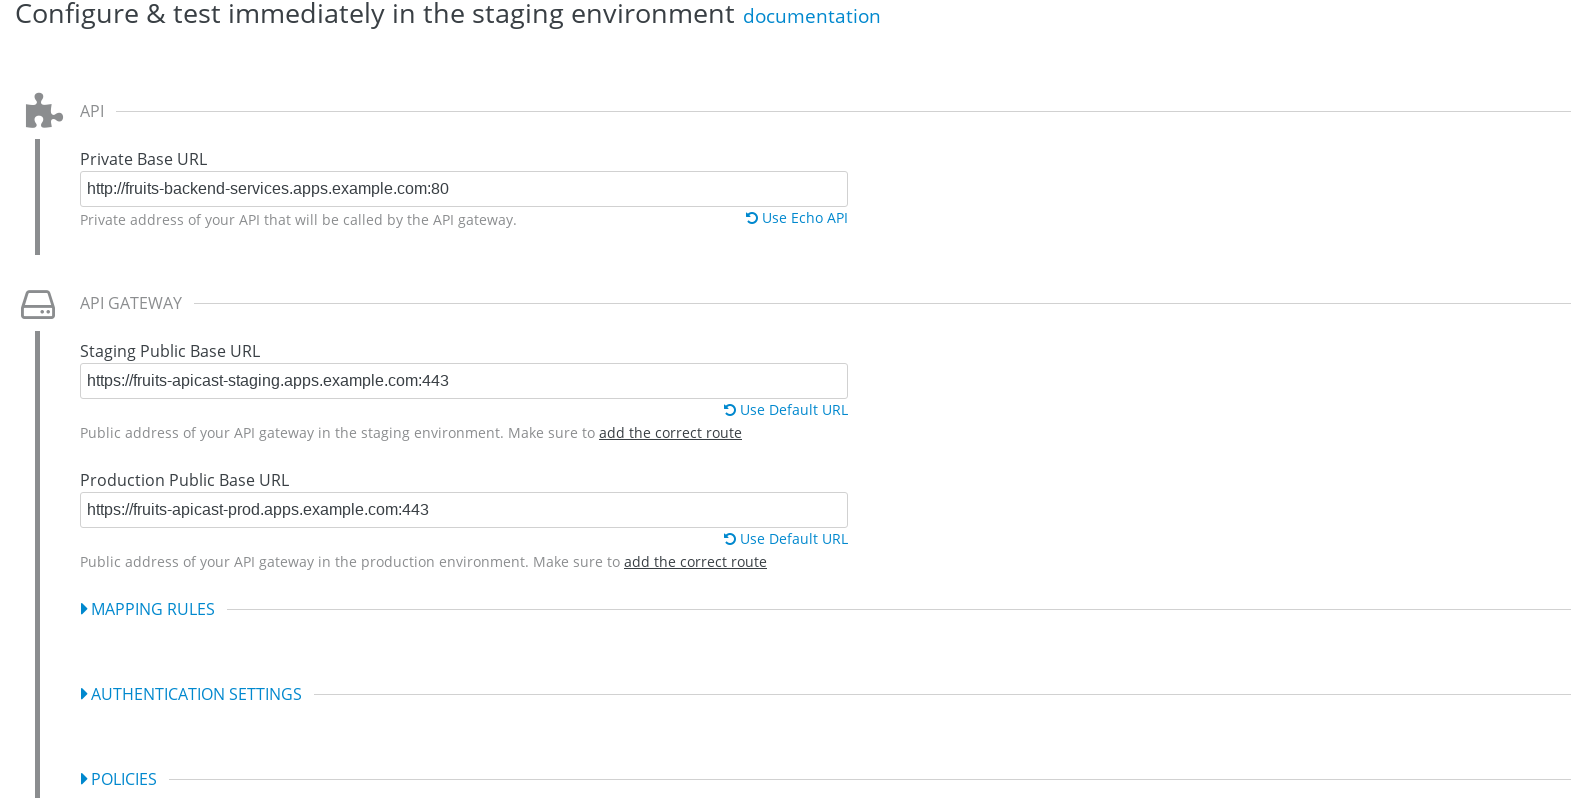 Configure & test immediately in the staging environment documentation
API
Private Base URL
http://fruits-backend-services.apps.example.com:80
Private address of your API that will be called by the API gateway. Use Echo API
API GATEWAY
Staging Public Base URL
https://fruits-apicast-staging.apps.example.com:443
Use Default URL
Public address of your API gateway in the staging environment. Make sure to add the correct route
Production Public Base URL
https://fruits-apicast-prod.apps.example.com:443
Use Default URL
Public address of your API gateway in the production environment. Make sure to add the correct route
MAPPING RULES
AUTHENTICATION SETTINGS
POLICIES